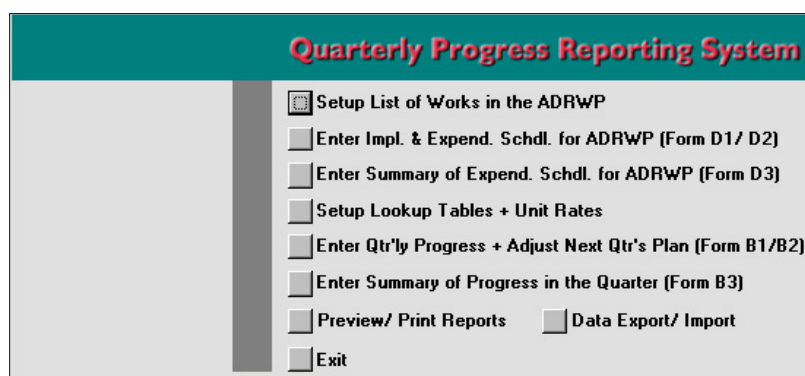 Quarterly Progress Reporting System
Setup List of Works in the ADRWP
Enter Impl. & Expend. Schdl. for ADRWP (Form D1/ D2)
Enter Summary of Expend. Schdl. for ADRWP (Form D3)
Setup Lookup Tables + Unit Rates
Enter Qtr'ly Progress + Adjust Next Qtr's Plan (Form B1/B2)
Enter Summary of Progress in the Quarter (Form B3)
Preview/ Print Reports Data Export/ Import
Exit